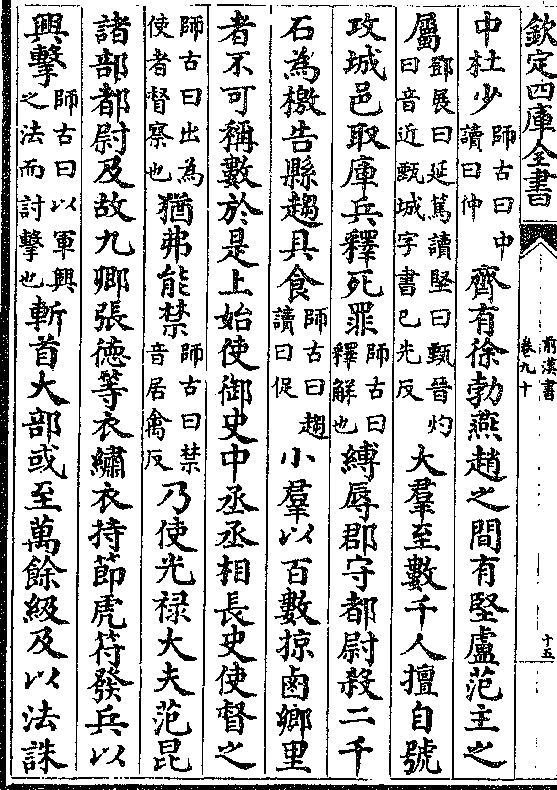 欽定四庫全書
前漢書
卷九十
十五
中杜少師古曰中讀曰仲齊有徐勃燕趙之間有堅盧范主之
屬鄧展曰延篤讀堅曰甄晉灼曰音近甄城字書已先反大羣至數千人擅自號
攻城邑取庫兵釋死罪師古曰釋解也縛辱郡守都尉殺二千
石為檄告縣趨具食師古曰趨讀曰促小羣以百數掠鹵鄉里
者不可稱數於是上始使御史中丞丞相長史使督之
師古曰出為使者督察也猶弗能禁師古曰禁音居禽反乃使光禄大夫范昆
諸部都尉及故九卿張德等衣繡衣持節虎符發兵以
興擊師古曰以軍興之法而討擊也斬首大部或至萬餘級及以法誅